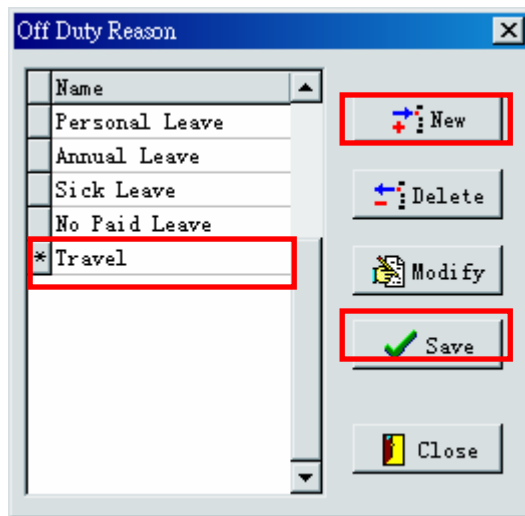 Off Duty Reason
Name
Personal Leave
Annual Leave
Sick Leave
No Paid Leave
* Travel
New
Delete
Modify
Save
Close